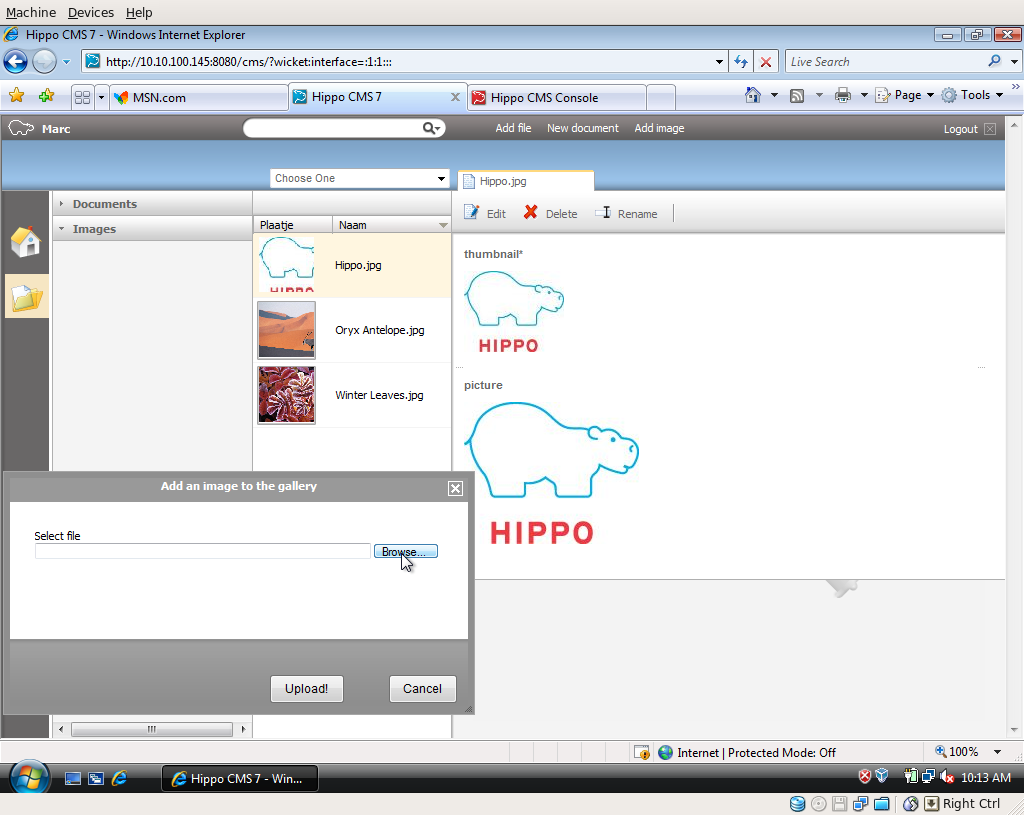 Machine Devices Help
Hippo CMS 7 - Windows Internet Explorer
http://10.10.100.145:8080/cms/?wicket:interface=:1:1:::
Live Search
MSN.com
Hippo CMS 7
Hippo CMS Console
Page
Tools
Marc
Add file New document Add image
Logout
Choose One
Hippo.jpg
Documents
Images
Plaatje
Naam
Edit
Delete
Rename
HIPPO
Hippo.jpg
Oryx Antelope.jpg
Winter Leaves.jpg
thumbnail*
HIPPO
picture
HIPPO
Add an image to the gallery
Select file
Browse...
Upload!
Cancel
Internet | Protected Mode: Off
100%
Hippo CMS 7 - Win...
10:13 AM
Right Ctrl